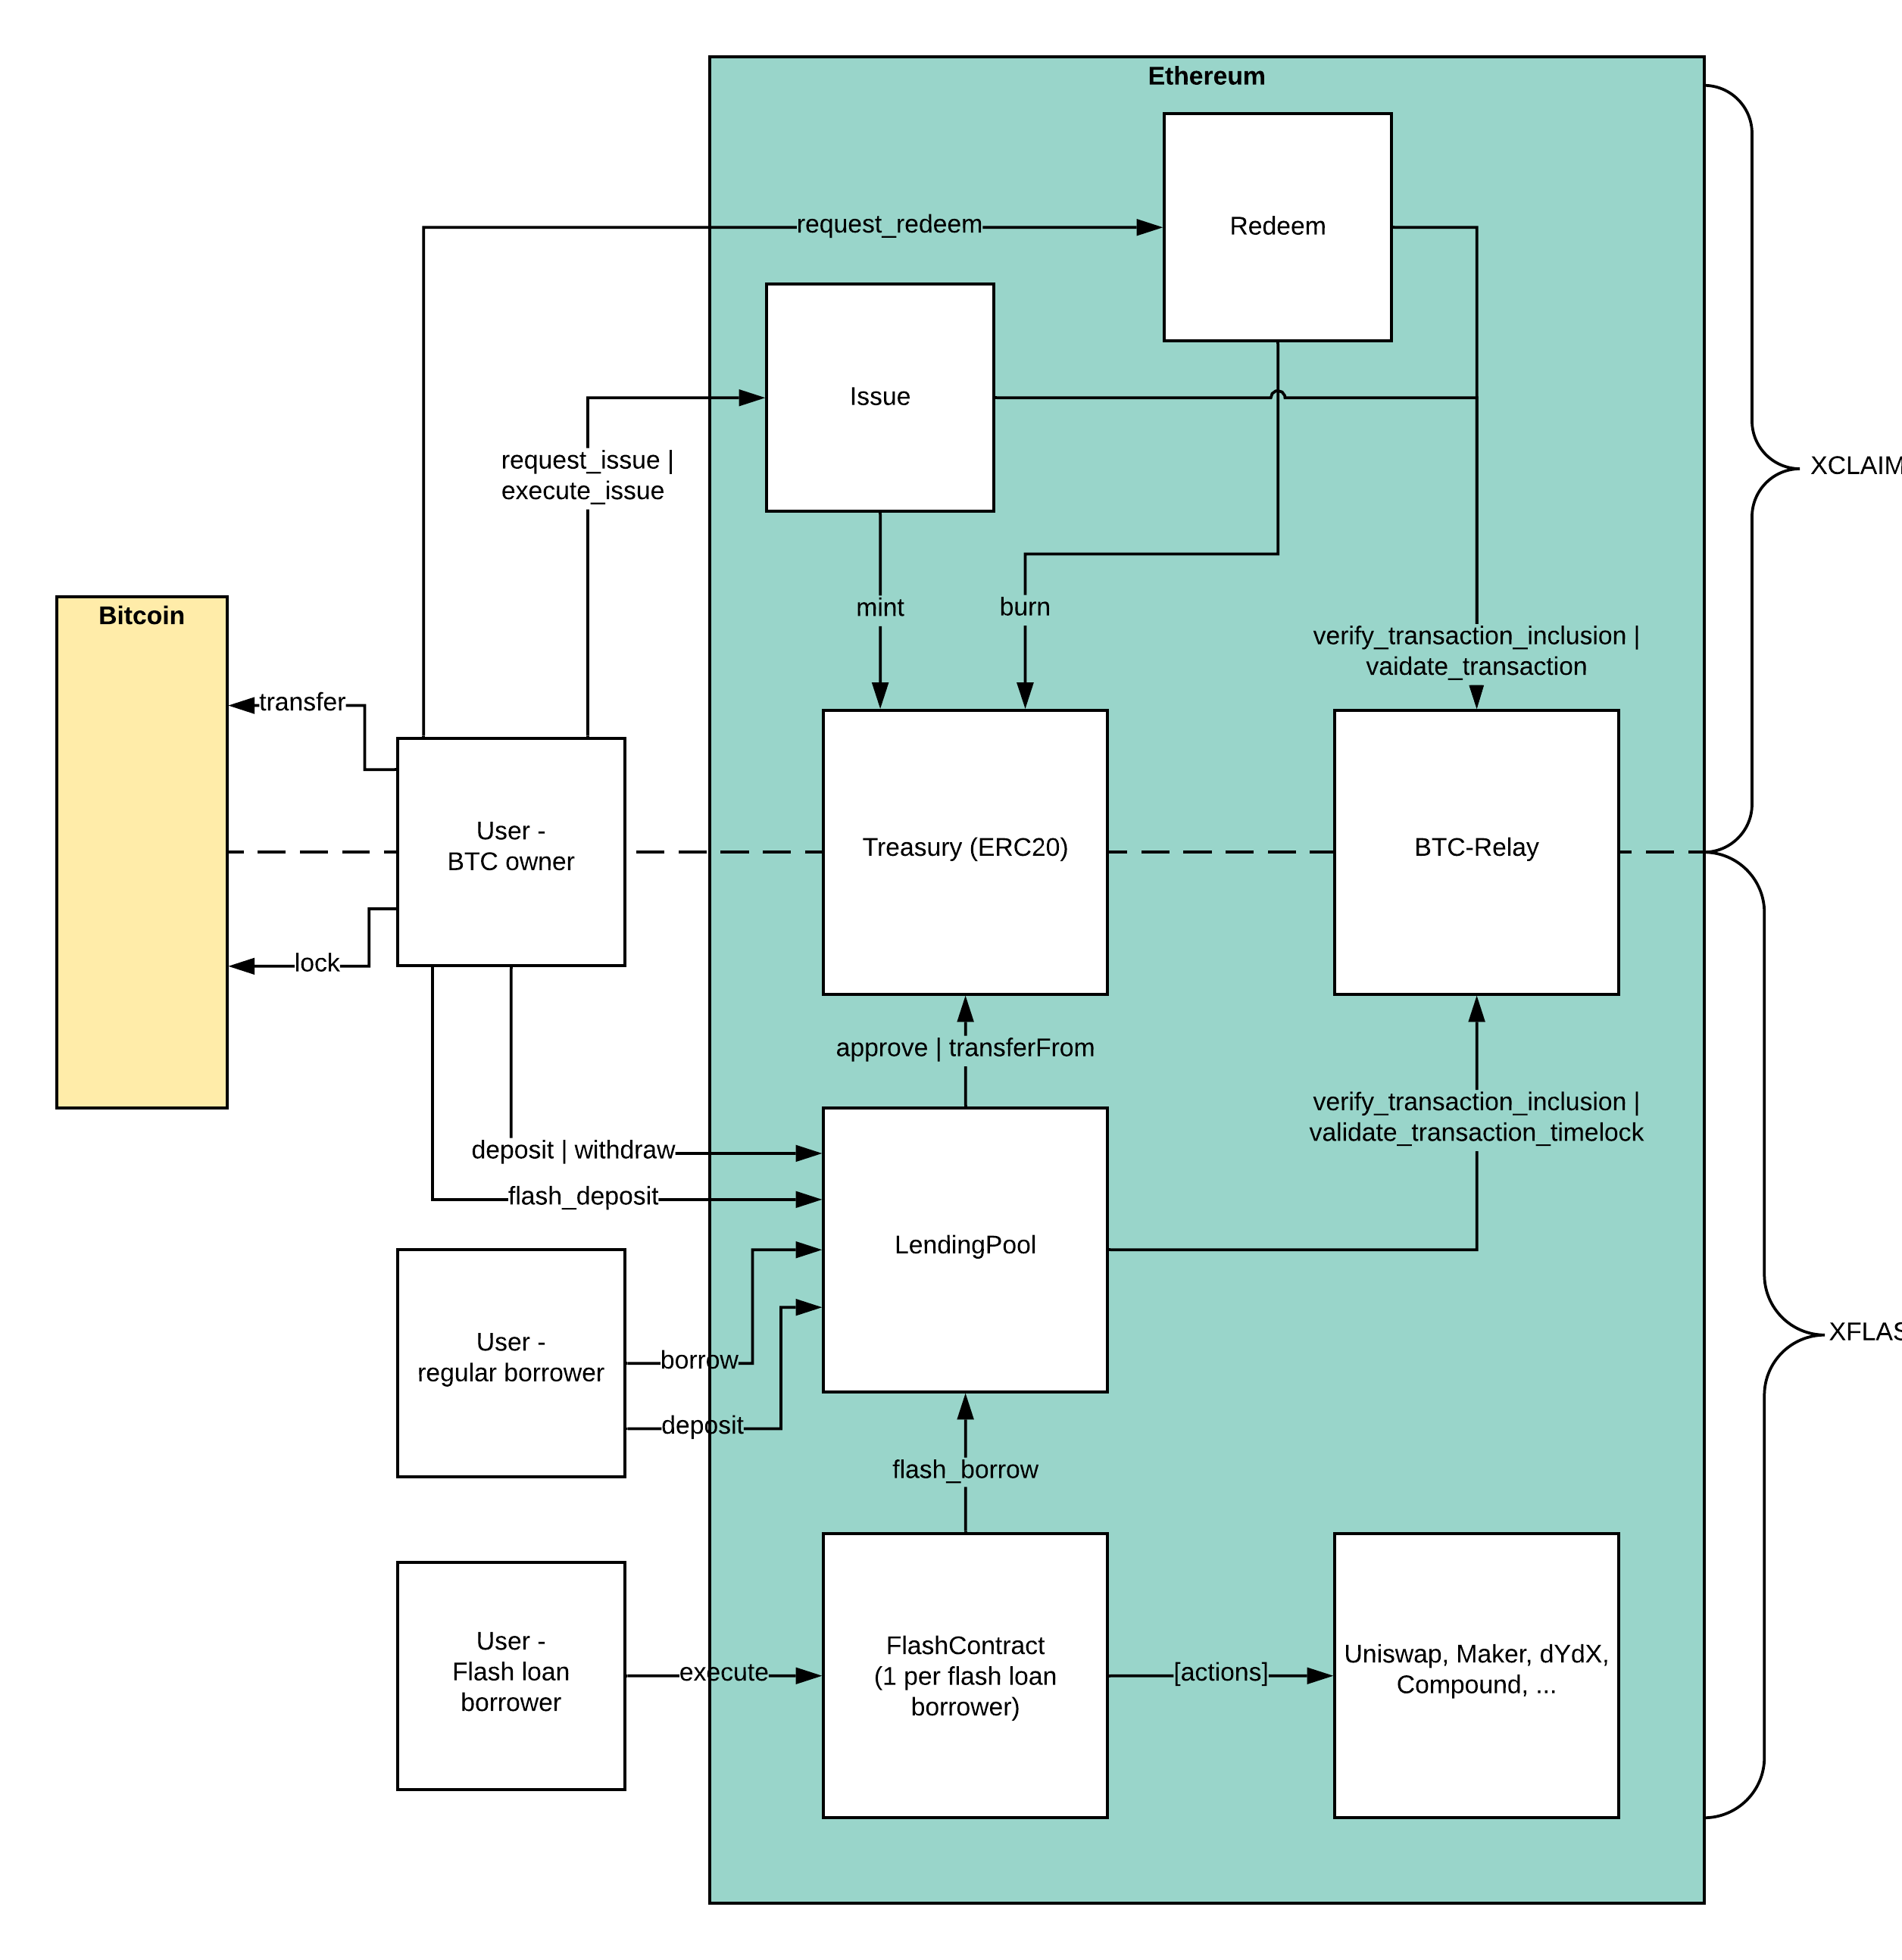 Ethereum
Redeem
request_redeem
Issue
request_issue |
execute_issue
XCLAIM
mint
burn
Bitcoin
verify_transaction_inclusion |
vaidate_transaction
transfer
User -
BTC owner
Treasury (ERC20)
BTC-Relay
lock
approve | transferFrom
verify_transaction_inclusion |
validate_transaction_timelock
deposit | withdraw
flash_deposit
LendingPool
User -
regular borrower
XFLAS
borrow
deposit
flash_borrow
User -
Flash loan
borrower
execute
FlashContract
(1 per flash loan
borrower)
[actions]
Uniswap, Maker, dYdX,
Compound, ...